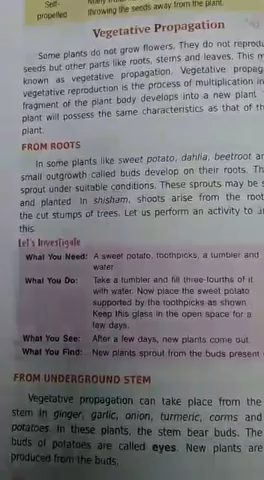 Self-
propelled
throwing the seeds away from the plant.
Vegetative Propagation
Some plants do not grow flowers. They do not reprodu
seeds but other parts like roots, stems and leaves. This m
known as vegetative propagation. Vegetative propag
vegetative reproduction is the process of multiplication in
fragment of the plant body develops into a new plant.
plant will possess the same characteristics as that of th
plant.
FROM ROOTS
In some plants like sweet potato, dahlia, beetroot ar
small outgrowth called buds develop on their roots. Th
sprout under suitable conditions. These sprouts may be s
and planted. In shisham, shoots arise from the root
the cut stumps of trees. Let us perform an activity to
this.
Let's Investigate
What You Need: A sweet potato, toothpicks, a tumbler and
water
What You Do: Take a tumbler and fill three-fourths of it
with water. Now place the sweet potato
supported by the toothpicks as shown
Keep this glass in the open space for a
few days.
What You See: After a few days, new plants come out.
What You Find: New plants sprout from the buds present
FROM UNDERGROUND STEM
Vegetative propagation can take place from the
stem in ginger, garlic, onion, turmeric, corms and
potatoes. In these plants, the stem bear buds. The
buds of potatoes are called eyes. New plants are
produced from the buds.